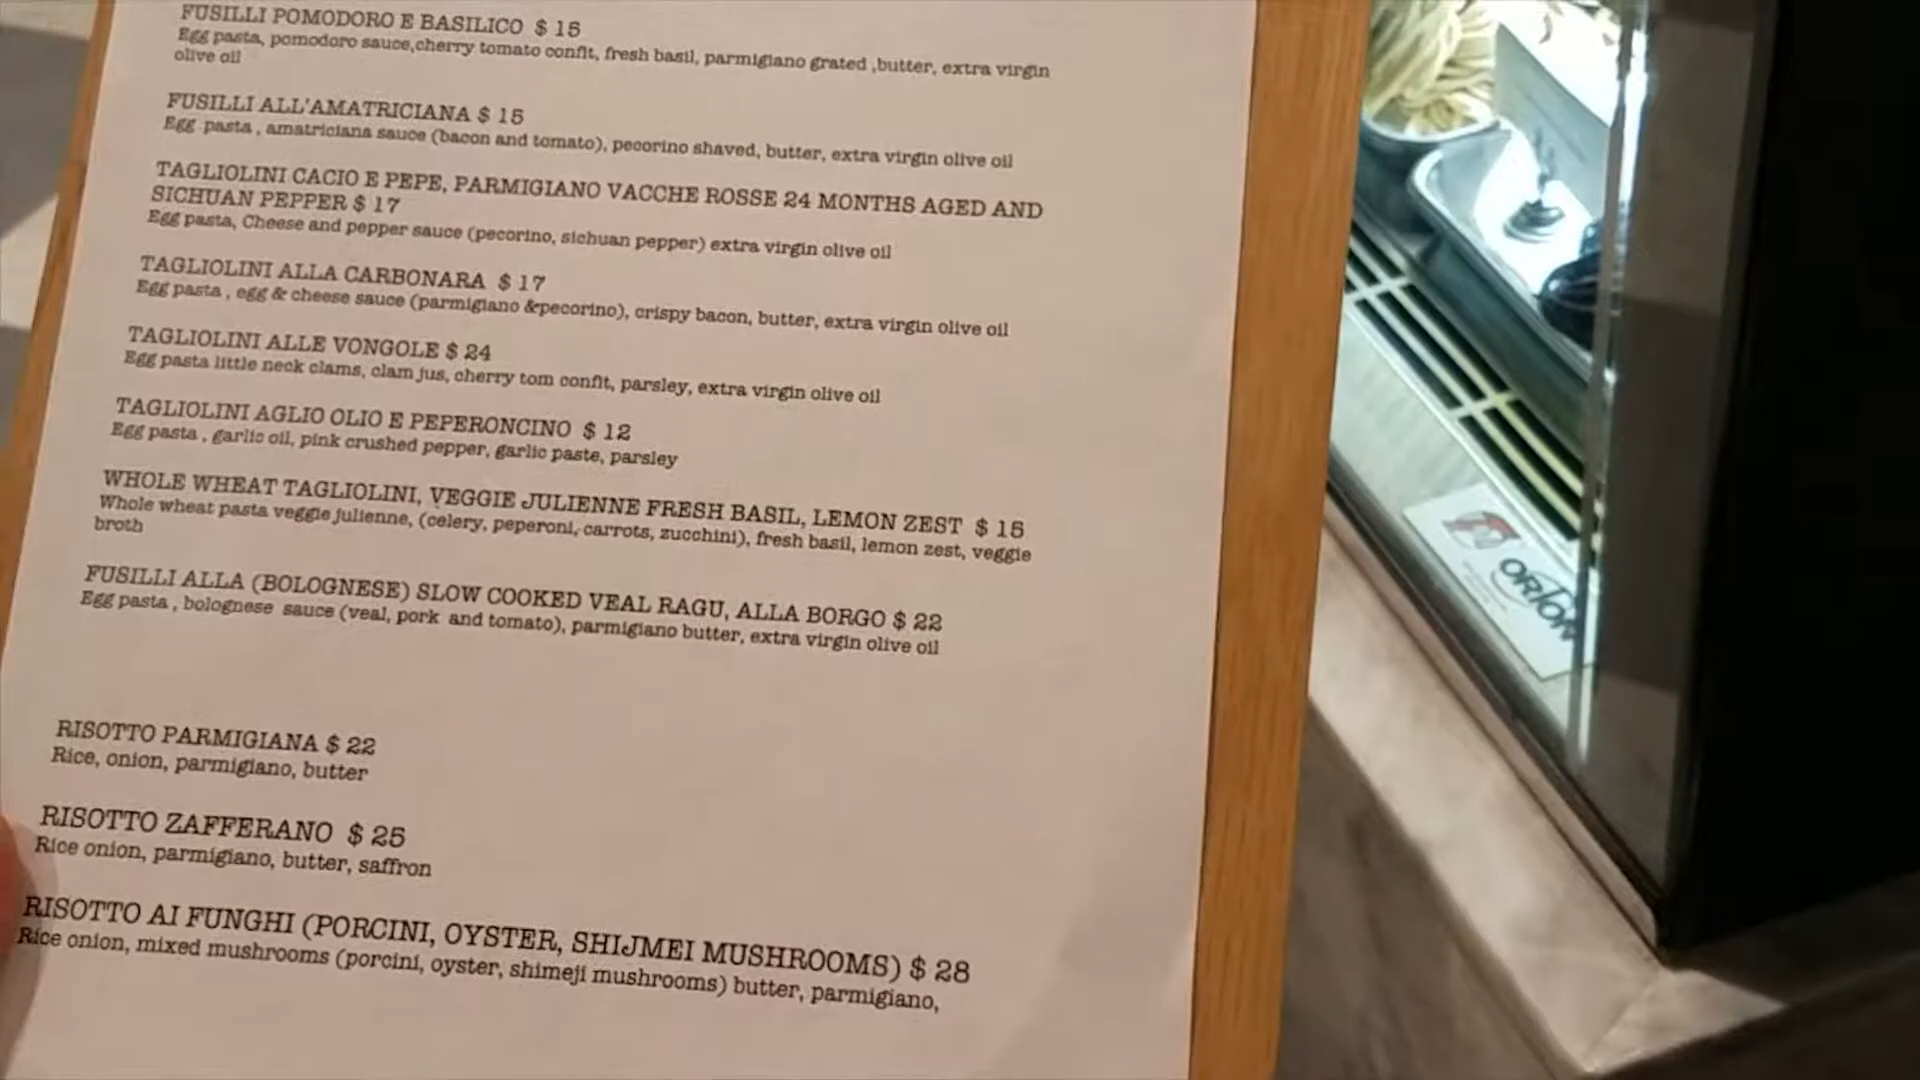 FUSILLI POMODORO E BASILICO $ 15
Egg pasta, pomodoro sauce,cherry tomato confit, fresh basil, parmigiano grated ,butter, extra virgin
olive oil
FUSILLI ALL'AMATRICIANA $ 15
Egg pasta , amatriciana sauce (bacon and tomato), pecorino shaved, butter, extra virgin olive oil
TAGLIOLINI CACIO E PEPE, PARMIGIANO VACCHE ROSSE 24 MONTHS AGED AND
SICHUAN PEPPER $ 17
Egg pasta, Cheese and pepper sauce (pecorino, sichuan pepper) extra virgin olive oil
TAGLIOLINI ALLA CARBONARA $ 17
Egg pasta , egg & cheese sauce (parmigiano &pecorino), crispy bacon, butter, extra virgin olive oil
TAGLIOLINI ALLE VONGOLE $ 24
Egg pasta little neck clams, clam jus, cherry tom confit, parsley, extra virgin olive oil
TAGLIOLINI AGLIO OLIO E PEPERONCINO $ 12
Egg pasta , garlic oil, pink crushed pepper, garlic paste, parsley
WHOLE WHEAT TAGLIOLINI, VEGGIE JULIENNE FRESH BASIL, LEMON ZEST $ 15
Whole wheat pasta veggie julienne, (celery, peperoni, carrots, zucchini), fresh basil, lemon zest, veggie
broth
FUSILLI ALLA (BOLOGNESE) SLOW COOKED VEAL RAGU, ALLA BORGO $ 22
Egg pasta , bolognese sauce (veal, pork and tomato), parmigiano butter, extra virgin olive oil
RISOTTO PARMIGIANA $ 22
Rice, onion, parmigiano, butter
RISOTTO ZAFFERANO $ 25
Rice onion, parmigiano, butter, saffron
RISOTTO AI FUNGHI (PORCINI, OYSTER, SHIJMEI MUSHROOMS) $ 28
Rice onion, mixed mushrooms (porcini, oyster, shimeji mushrooms) butter, parmigiano,
ORION